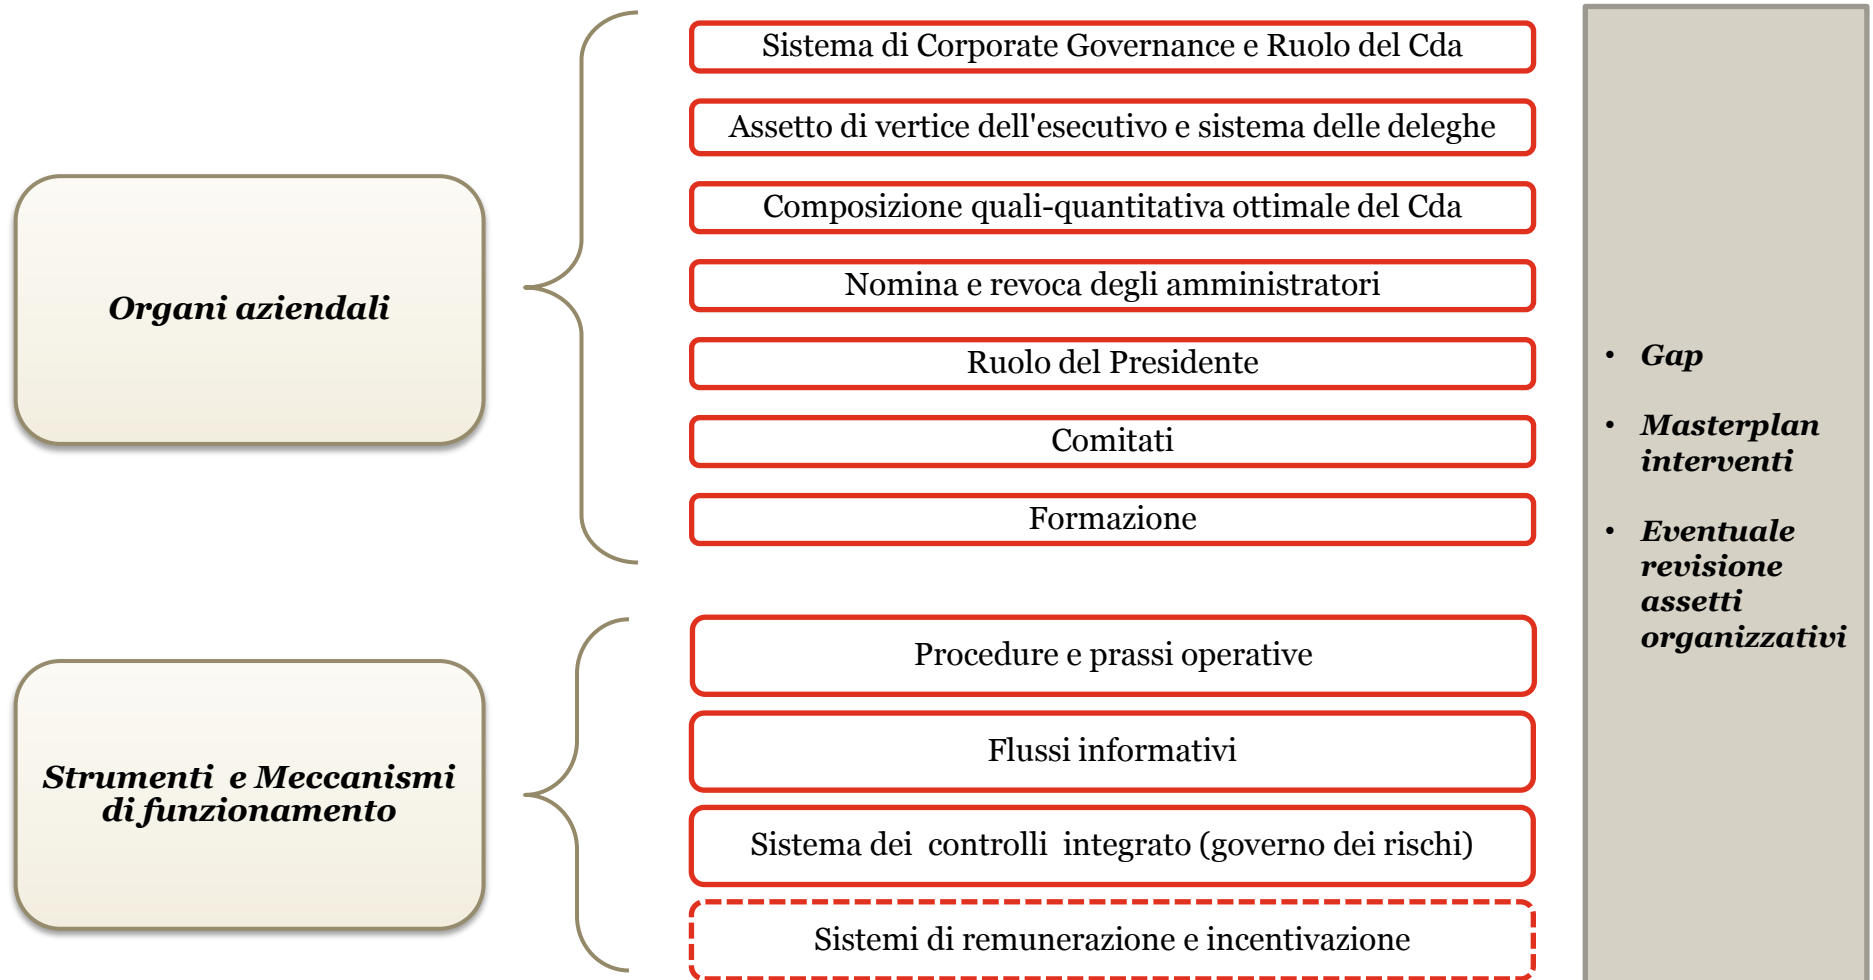 Organi aziendali
Sistema di Corporate Governance e Ruolo del Cda
Assetto di vertice dell'esecutivo e sistema delle deleghe
Composizione quali-quantitativa ottimale del Cda
Nomina e revoca degli amministratori
Ruolo del Presidente
Comitati
Formazione
Strumenti e Meccanismi
di funzionamento
Procedure e prassi operative
Flussi informativi
Sistema dei controlli integrato (governo dei rischi)
Sistemi di remunerazione e incentivazione
• Gap
• Masterplan
interventi
• Eventuale
revisione
assetti
organizzativi